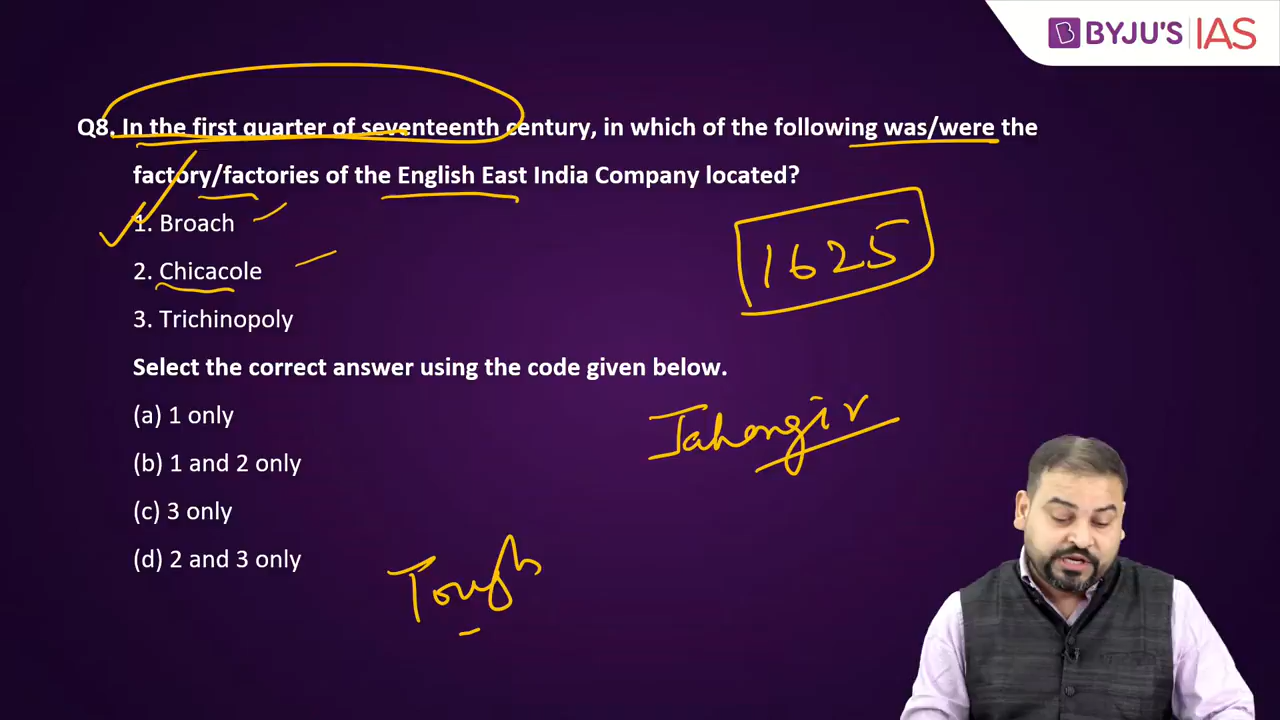 BYJU'S IAS
Q8. In the first quarter of seventeenth century, in which of the following was/were the
factory/factories of the English East India Company located?
1. Broach
2. Chicacole
1625
3. Trichinopoly
Select the correct answer using the code given below.
(a) 1 only
Jahangir
(b) 1 and 2 only
(c) 3 only
(d) 2 and 3 only
Tough